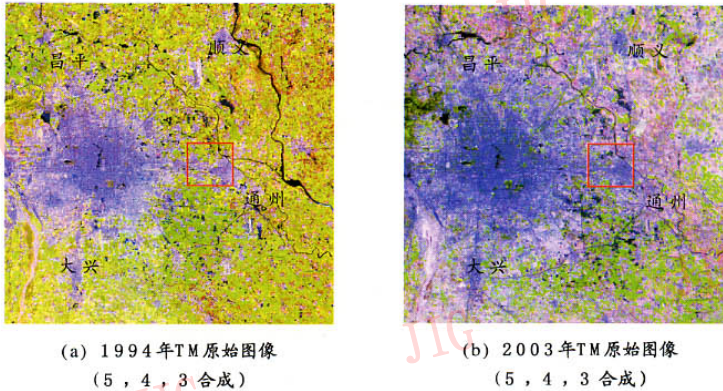 昌平
顺义
通州
大兴
昌平
顺义
通州
大兴
(a) 1994年TM原始图像
(5，4，3合成)
(b) 2003年TM原始图像
(5，4，3合成)
JIG